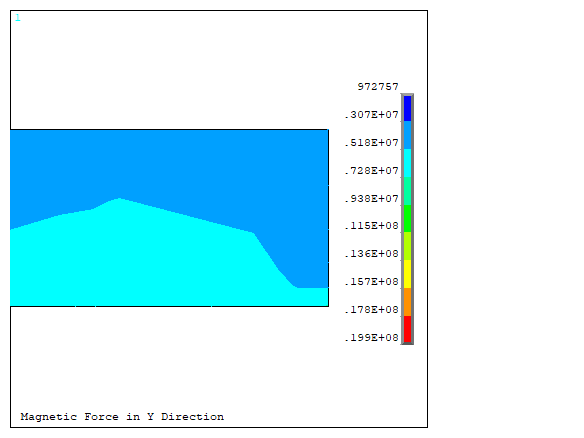 1
972757
.307E+07
.518E+07
.728E+07
.938E+07
.115E+08
.136E+08
.157E+08
.178E+08
.199E+08
Magnetic Force in Y Direction